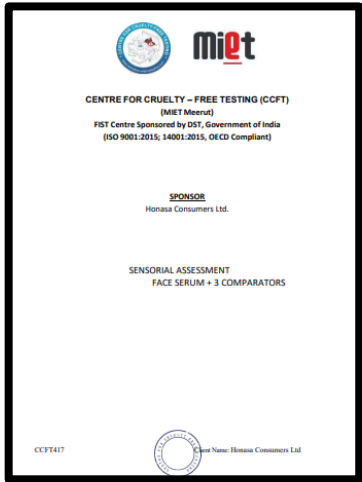 miet
CENTRE FOR CRUELTY – FREE TESTING (CCFT)
(MIET Meerut)
FIST Centre Sponsored by DST, Government of India
(ISO 9001:2015; 14001:2015, OECD Compliant)
SPONSOR
Honasa Consumers Ltd.
SENSORIAL ASSESSMENT
FACE SERUM + 3 COMPARATORS
CCFT417
Client Name: Honasa Consumers Ltd